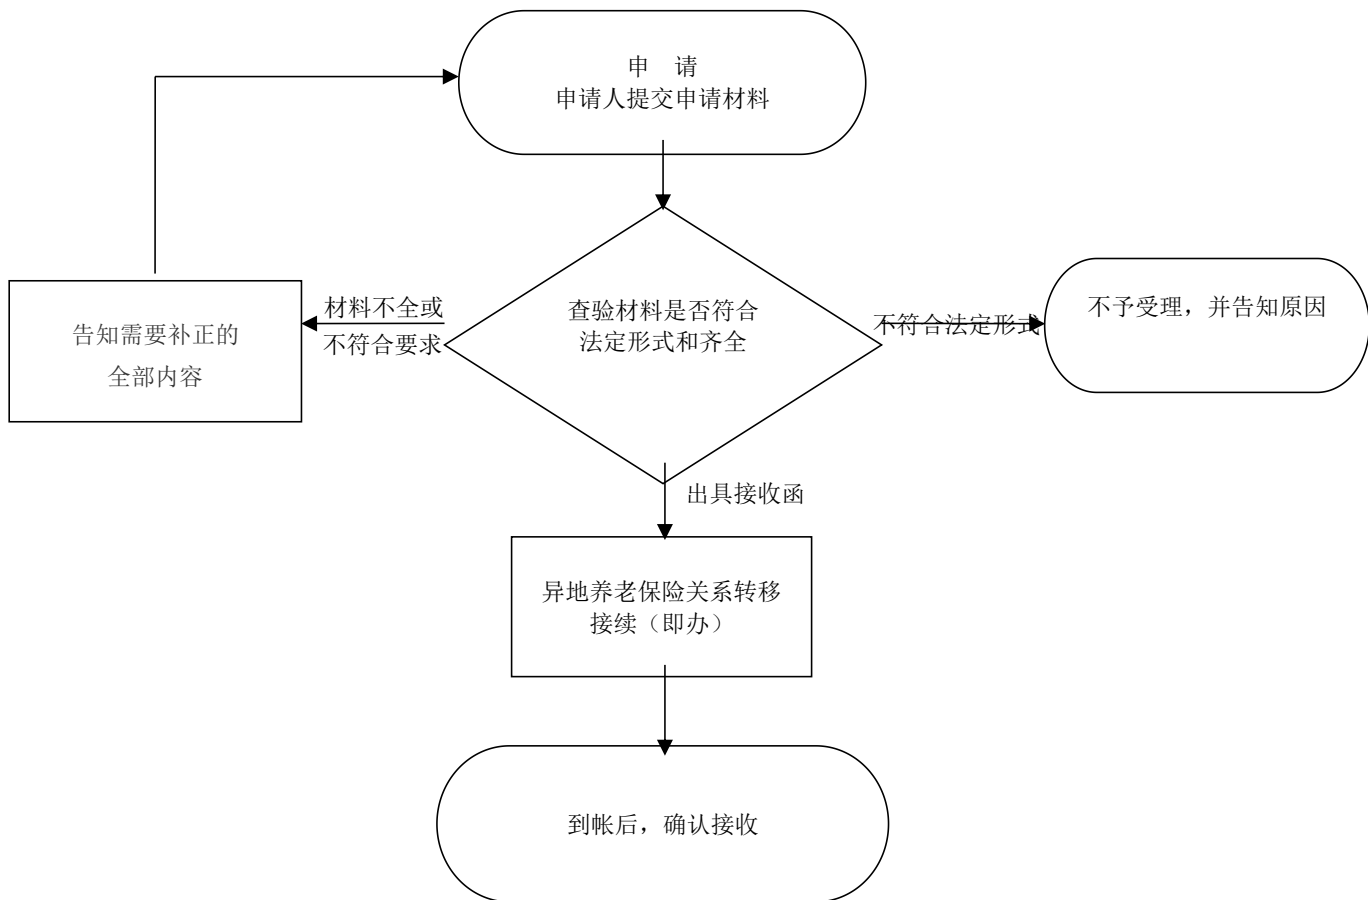 申 请
申请人提交申请材料
材料不全或
不符合要求
告知需要补正的
全部内容
查验材料是否符合
法定形式和齐全
不符合法定形式
不予受理，并告知原因
出具接收函
异地养老保险关系转移
接续（即办）
到帐后，确认接收